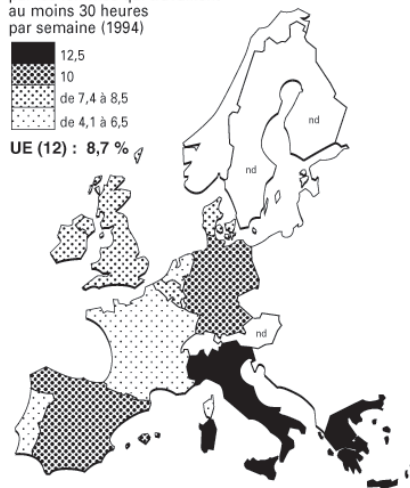 au moins 30 heures
par semaine (1994)
12,5
10
de 7,4 à 8,5
de 4,1 à 6,5
UE (12) : 8,7 %
nd
nd
nd